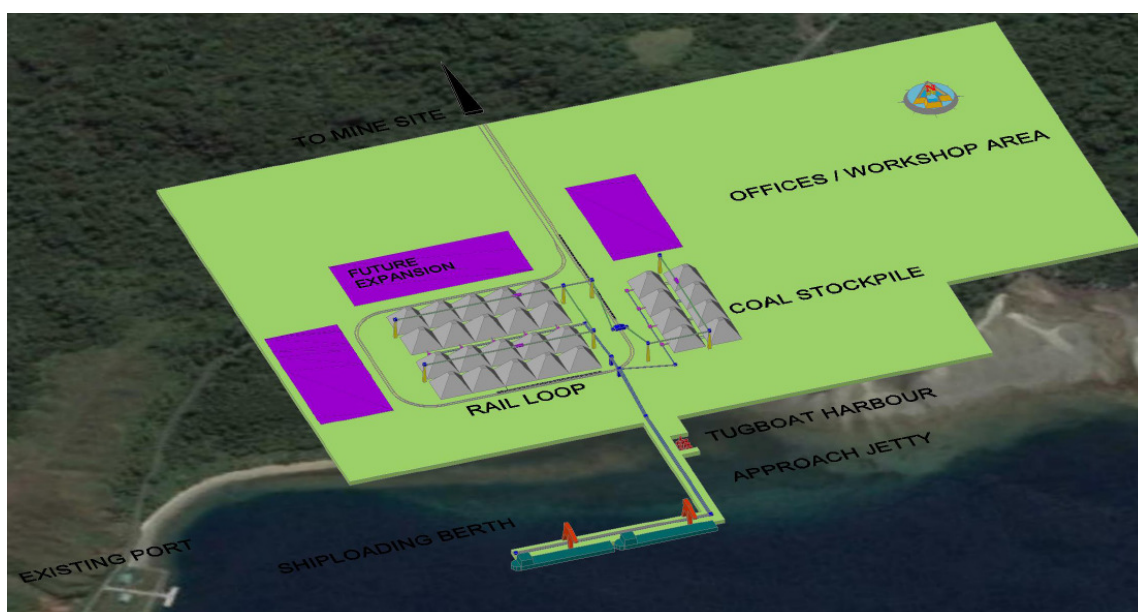 N
TO MINE SITE
OFFICES / WORKSHOP AREA
FUTURE
EXPANSION
COAL STOCKPILE
RAIL LOOP
TUGBOAT HARBOUR
APPROACH JETTY
SHIPLOADING BERTH
EXISTING PORT